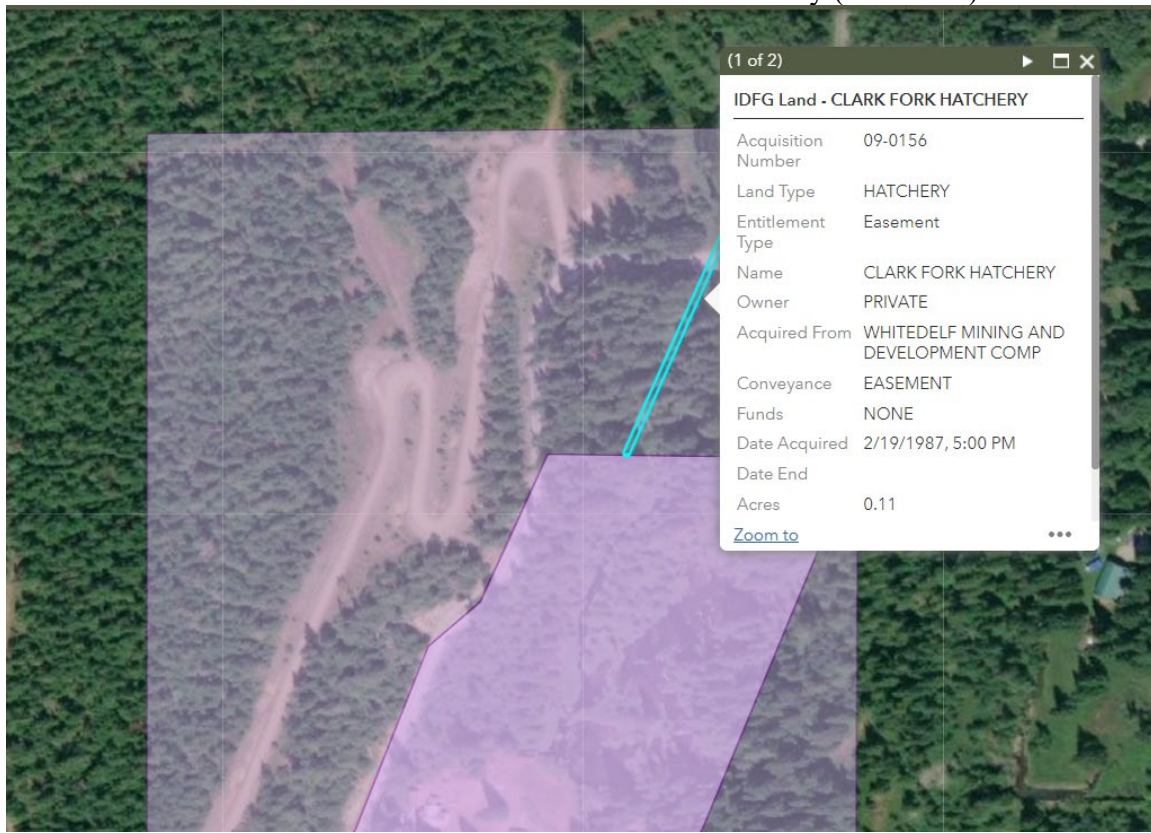 (1 of 2)
IDFG Land - CLARK FORK HATCHERY
Acquisition Number 09-0156
Land Type HATCHERY
Entitlement Type Easement
Name CLARK FORK HATCHERY
Owner PRIVATE
Acquired From WHITEDELF MINING AND
DEVELOPMENT COMP
Conveyance EASEMENT
Funds NONE
Date Acquired 2/19/1987, 5:00 PM
Date End
Acres 0.11
Zoom to